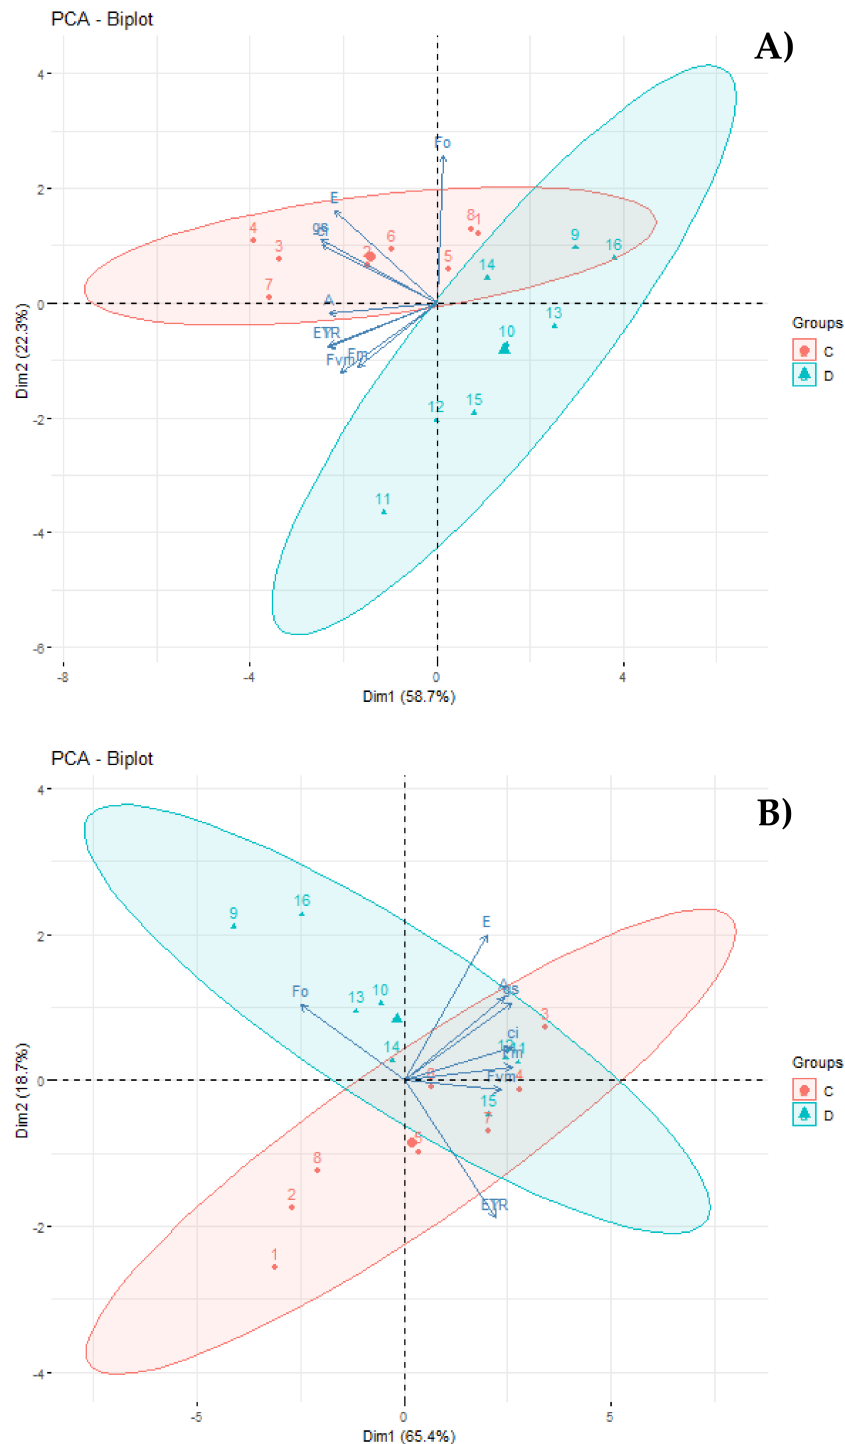 PCA - Biplot
A)
4
2
0
-2
-4
-6
Dim2 (22.3%)
Fo
E
gs
ci
A
ETR
Fm
Fvm
4
3
7
2
6
8
1
5
9
16
14
13
10
12
15
11
-8
-4
0
4
Dim1 (58.7%)
Groups
C
D
PCA - Biplot
B)
4
2
0
-2
-4
Dim2 (18.7%)
E
A
gs
Fo
ci
Fm
Fvm
ETR
9
16
13
10
14
12
11
15
3
6
4
7
5
8
2
1
-5
0
5
Dim1 (65.4%)
Groups
C
D